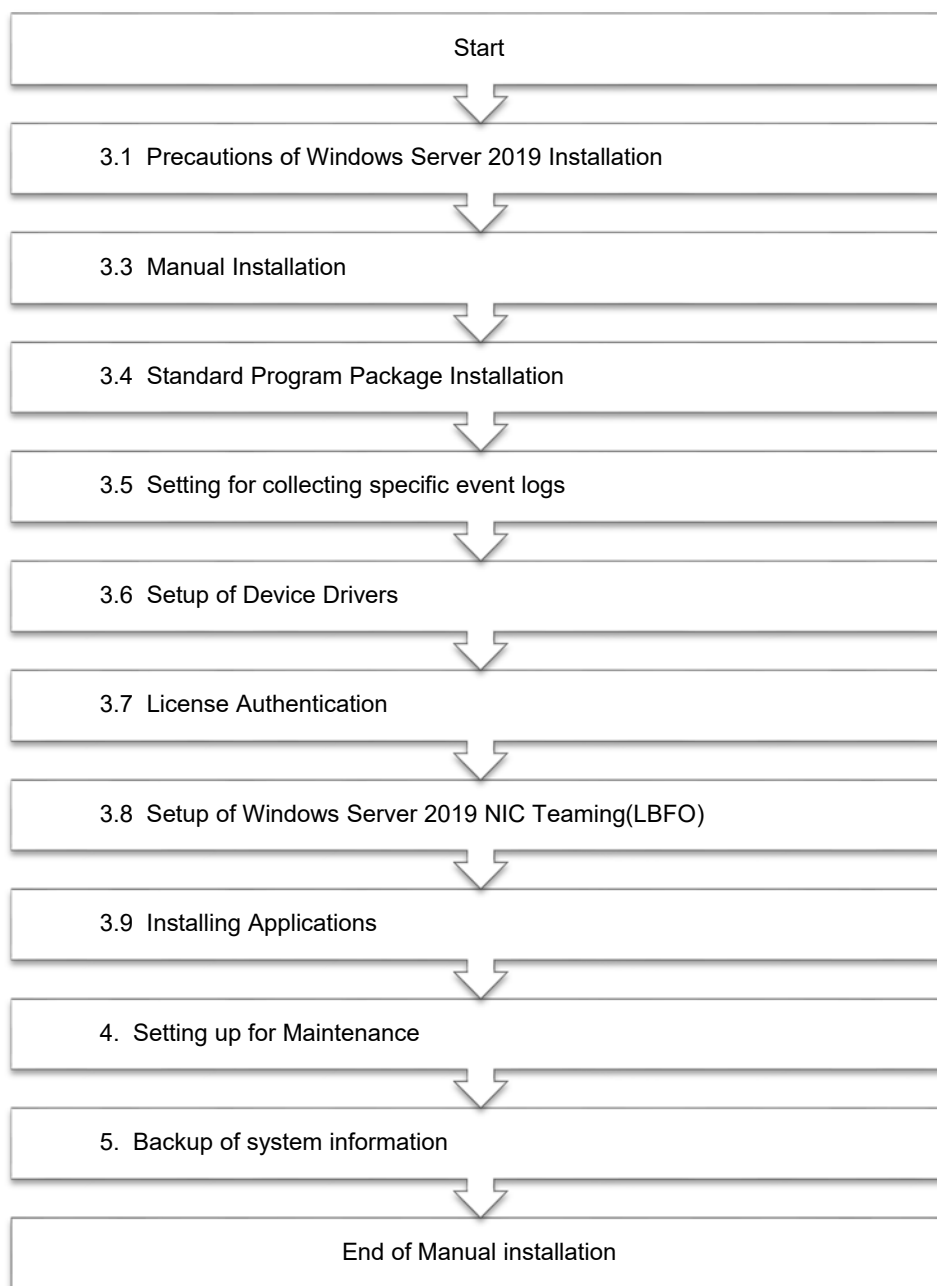 Start
3.1 Precautions of Windows Server 2019 Installation
3.3 Manual Installation
3.4 Standard Program Package Installation
3.5 Setting for collecting specific event logs
3.6 Setup of Device Drivers
3.7 License Authentication
3.8 Setup of Windows Server 2019 NIC Teaming(LBFO)
3.9 Installing Applications
4. Setting up for Maintenance
5. Backup of system information
End of Manual installation